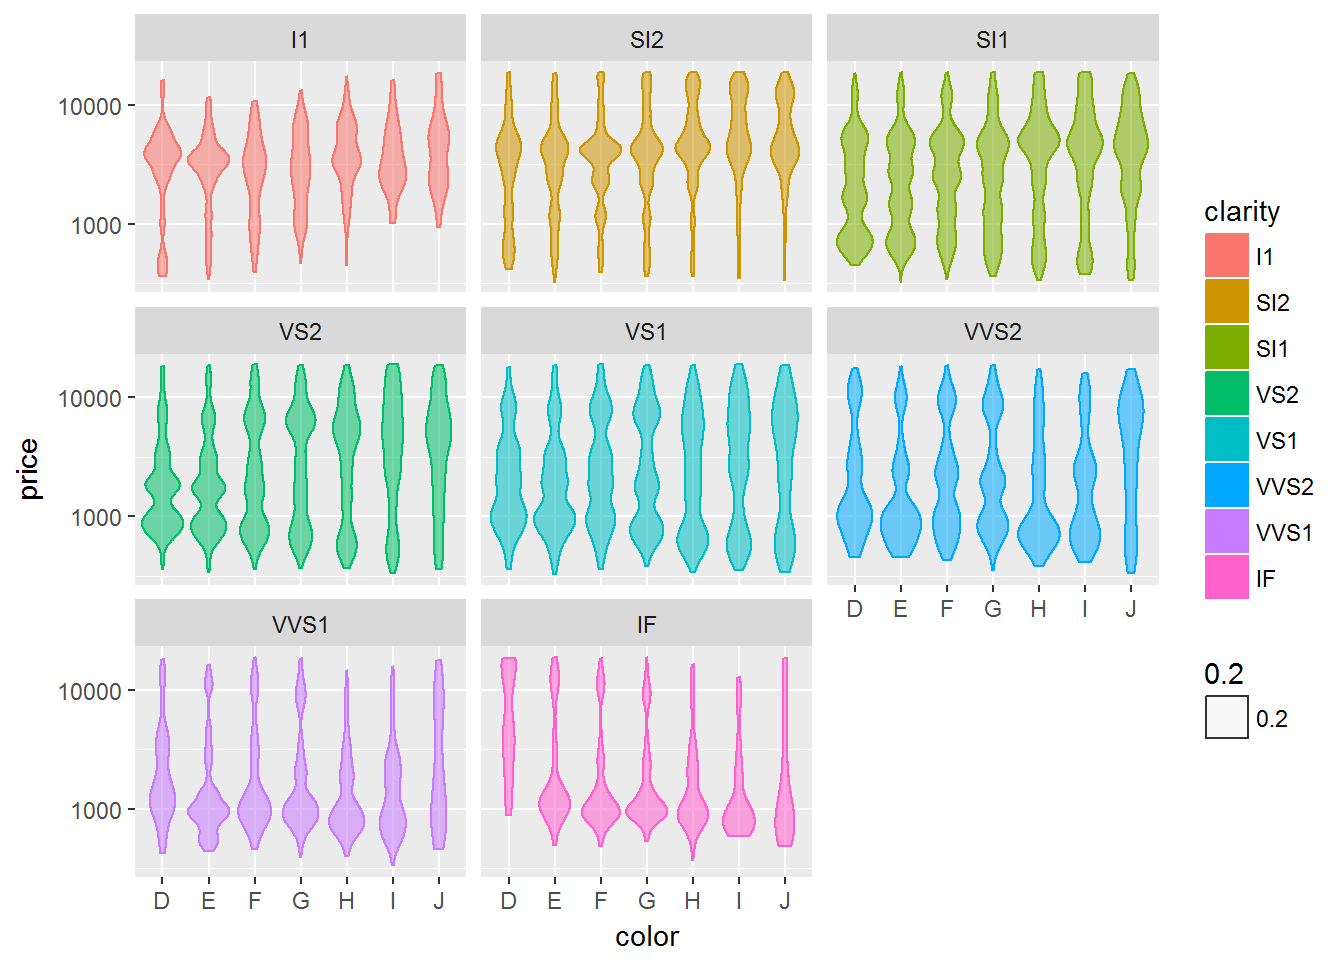 I1 SI2 SI1
10000
1000
VS2 VS1 VVS2
10000
1000
D E F G H I J
VVS1 IF
10000
1000
D E F G H I J D E F G H I J
color
price
clarity
I1
SI2
SI1
VS2
VS1
VVS2
VVS1
IF
0.2
0.2